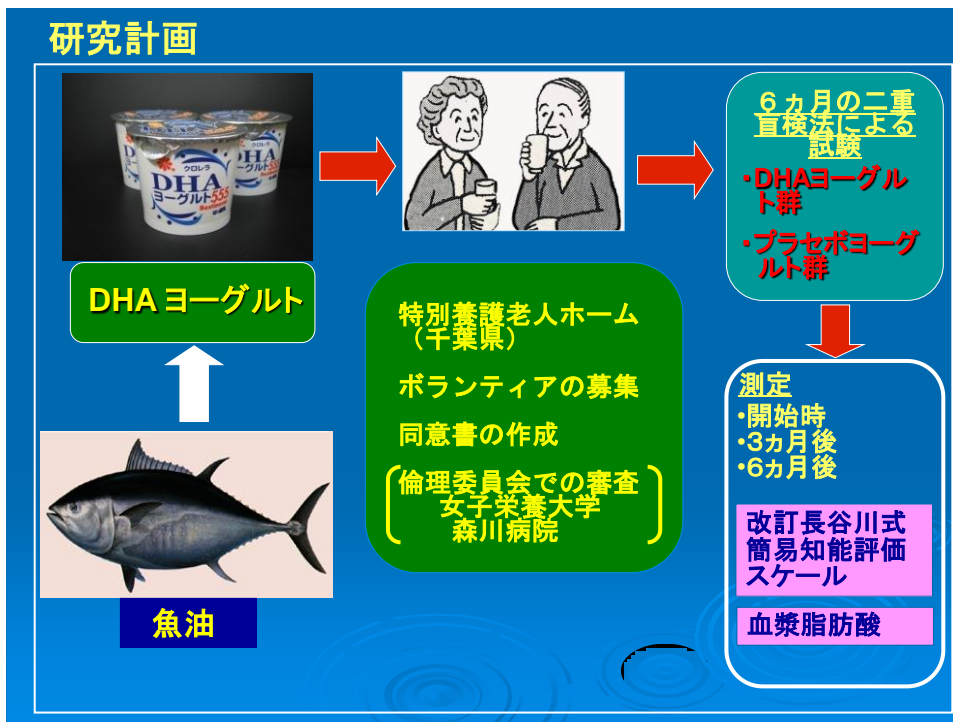 研究計画
クロレラ
DHA
ヨーグルト555
DHA ヨーグルト
魚油
特別養護老人ホーム
（千葉県）
ボランティアの募集
同意書の作成
倫理委員会での審査
女子栄養大学
森川病院
６ヵ月の二重
盲検法による
試験
・DHAヨーグル
ト群
・プラセボヨーグ
ルト群
測定
•開始時
•3ヵ月後
•6ヵ月後
改訂長谷川式
簡易知能評価
スケール
血漿脂肪酸